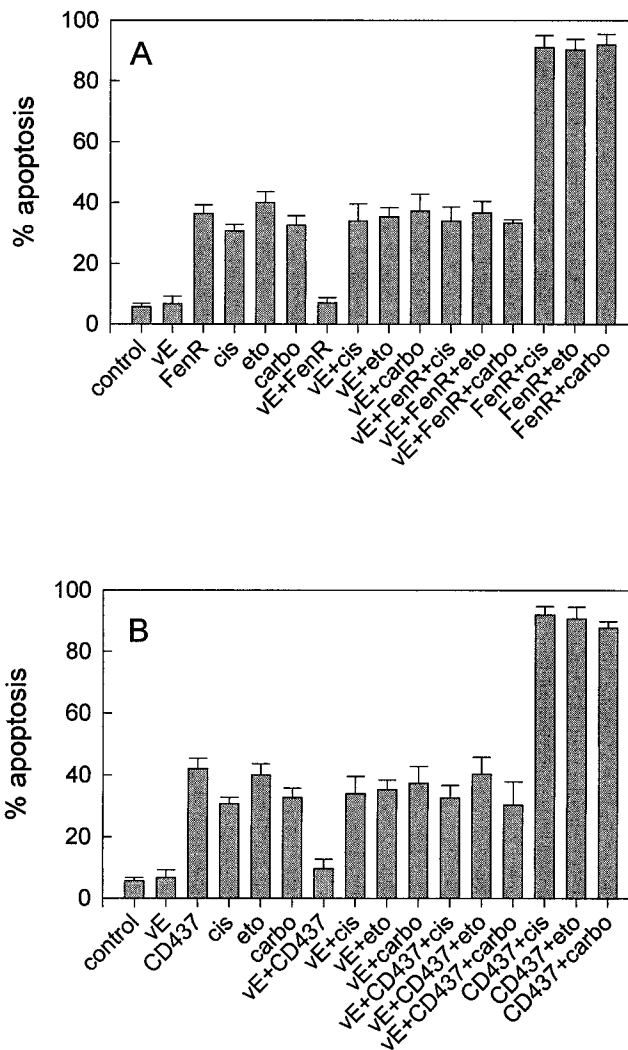 A
% apoptosis
100
80
60
40
20
0
control
vE
FenR
cis
eto
carbo
vE+FenR
vE+cis
vE+eto
vE+carbo
vE+FenR+cis
vE+FenR+eto
vE+FenR+carbo
FenR+cis
FenR+eto
FenR+carbo
B
% apoptosis
100
80
60
40
20
0
control
vE
CD437
cis
eto
carbo
vE+CD437
vE+cis
vE+eto
vE+carbo
vE+CD437+cis
vE+CD437+eto
vE+CD437+carbo
CD437+cis
CD437+eto
CD437+carbo